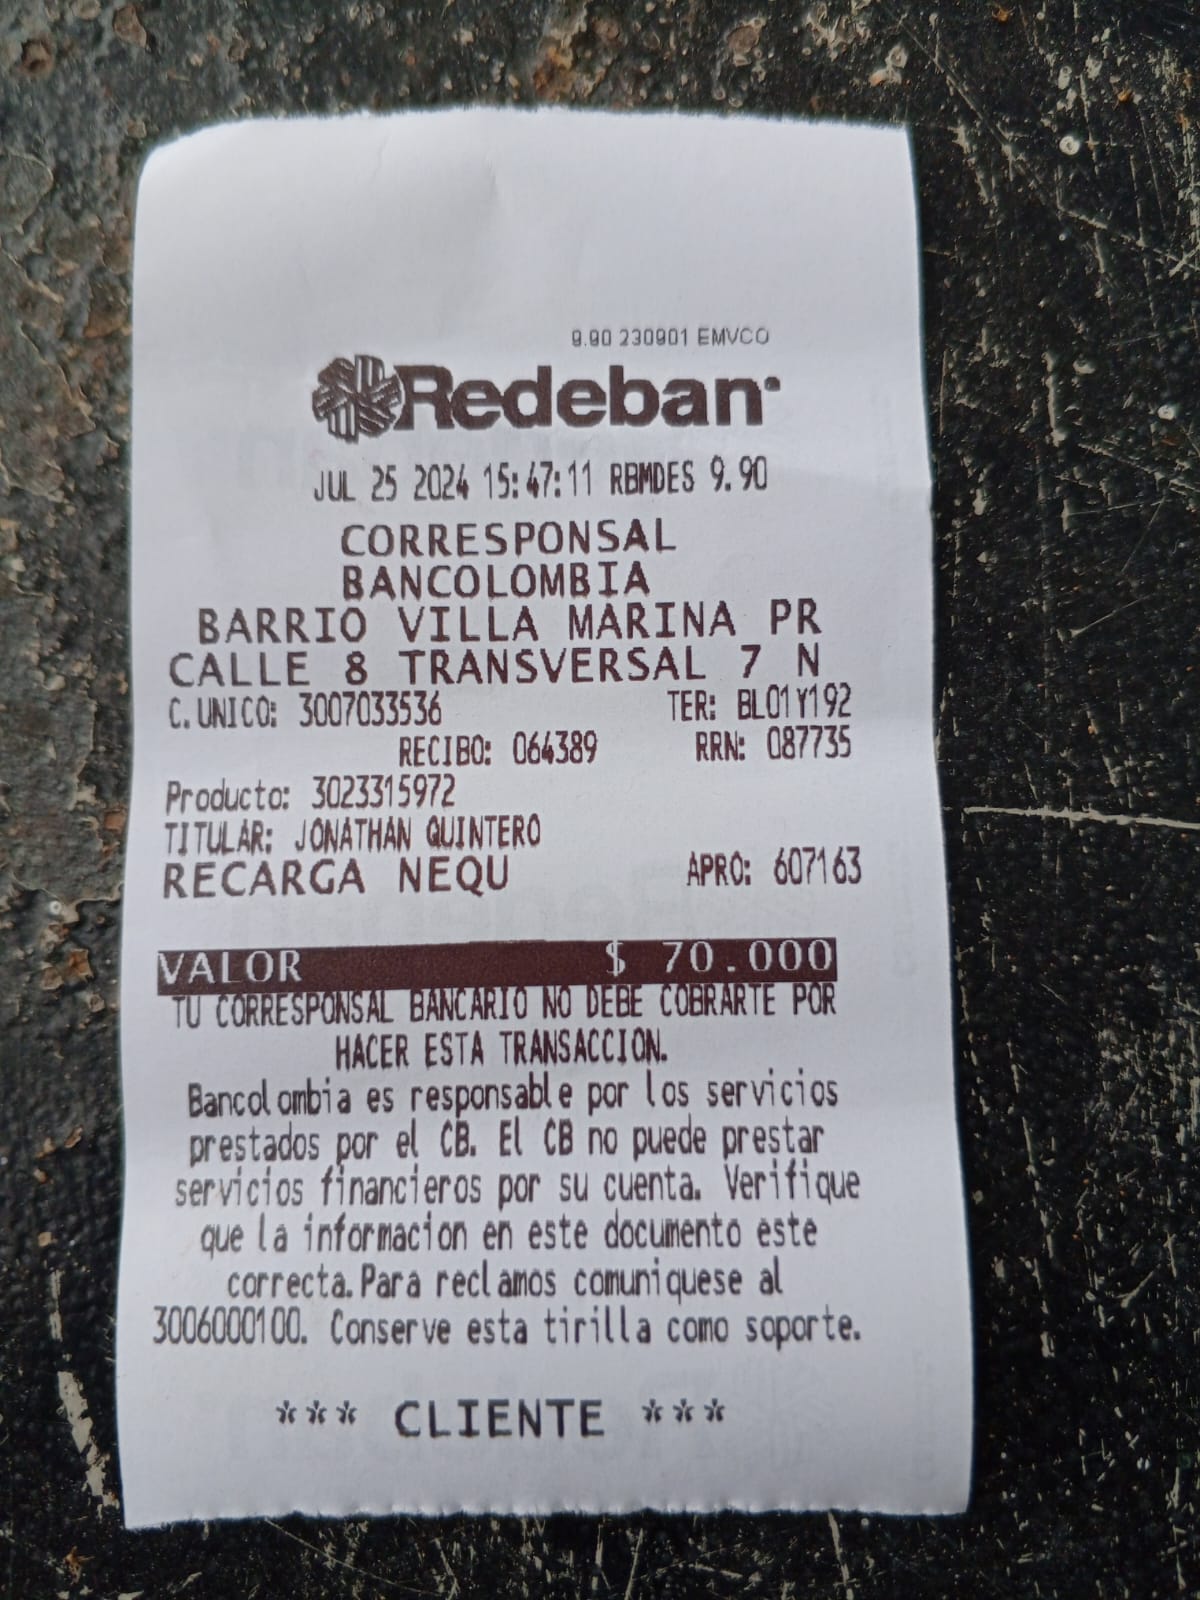 9.90 230901 EMVCO
Redeban
JUL 25 2024 15:47:11 RBMDES 9.90
CORRESPONSAL
BANCOLOMBIA
BARRIO VILLA MARINA PR
CALLE 8 TRANSVERSAL 7 N
C.UNICO: 3007033536 TER: BL01Y192
RECIBO: 064389 RRN: 087735
Producto: 3023315972
TITULAR: JONATHAN QUINTERO
RECARGA NEQU APRO: 607163
VALOR $ 70.000
TU CORRESPONSAL BANCARIO NO DEBE COBRARTE POR
HACER ESTA TRANSACCION.
Bancolombia es responsable por los servicios
prestados por el CB. El CB no puede prestar
servicios financieros por su cuenta. Verifique
que la informacion en este documento este
correcta.Para reclamos comuniquese al
3006000100. Conserve esta tirilla como soporte.
*** CLIENTE ***